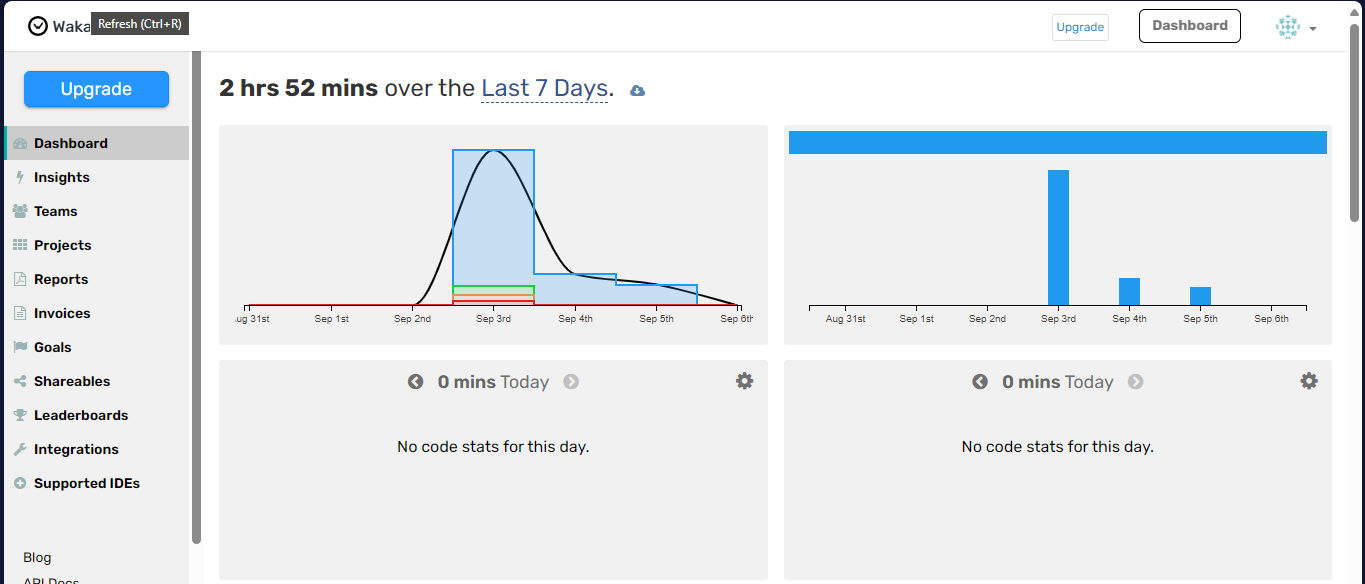 Waka
Refresh (Ctrl+R)
Upgrade
Dashboard
Upgrade
Dashboard
Insights
Teams
Projects
Reports
Invoices
Goals
Shareables
Leaderboards
Integrations
Supported IDEs
Blog
API Docs
2 hrs 52 mins over the Last 7 Days.
ug 31st Sep 1st Sep 2nd Sep 3rd Sep 4th Sep 5th Sep 6th
Aug 31st Sep 1st Sep 2nd Sep 3rd Sep 4th Sep 5th Sep 6th
0 mins Today
No code stats for this day.
0 mins Today
No code stats for this day.